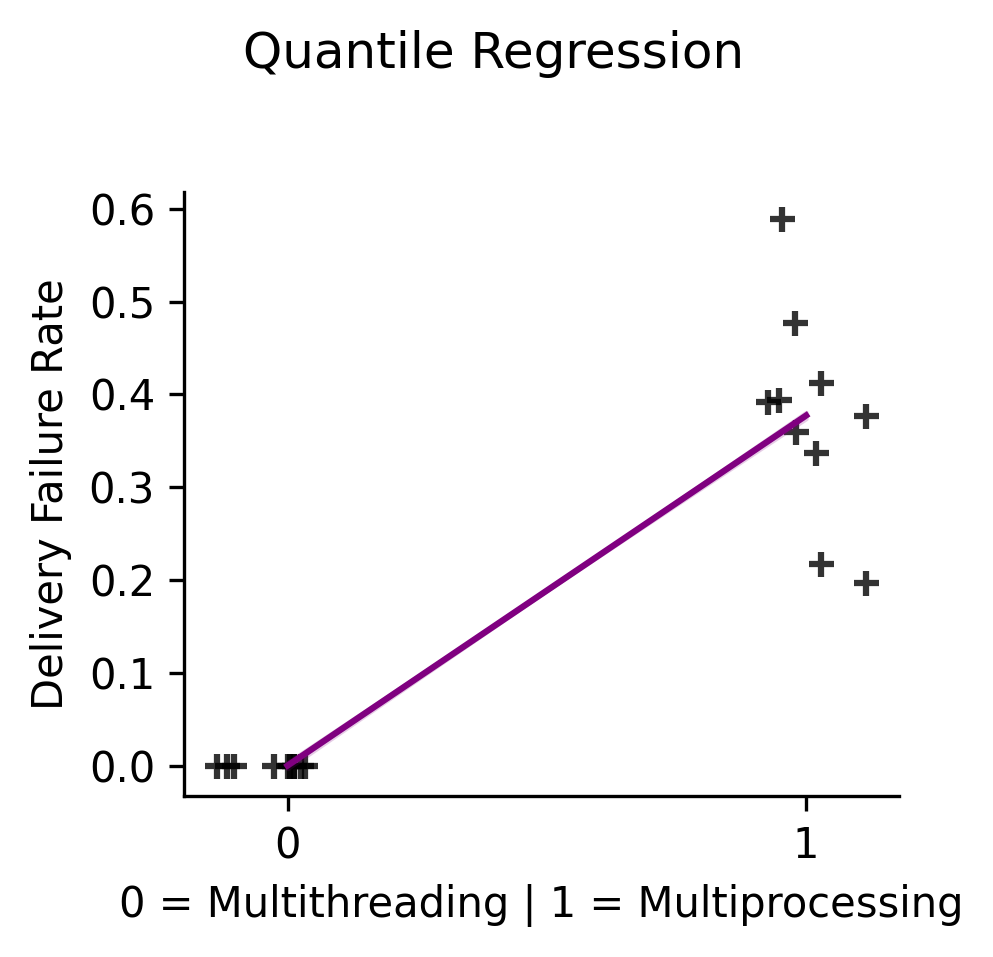 Quantile Regression
0.6
0.5
0.4
0.3
0.2
0.1
0.0
Delivery Failure Rate
0 1
0 = Multithreading | 1 = Multiprocessing